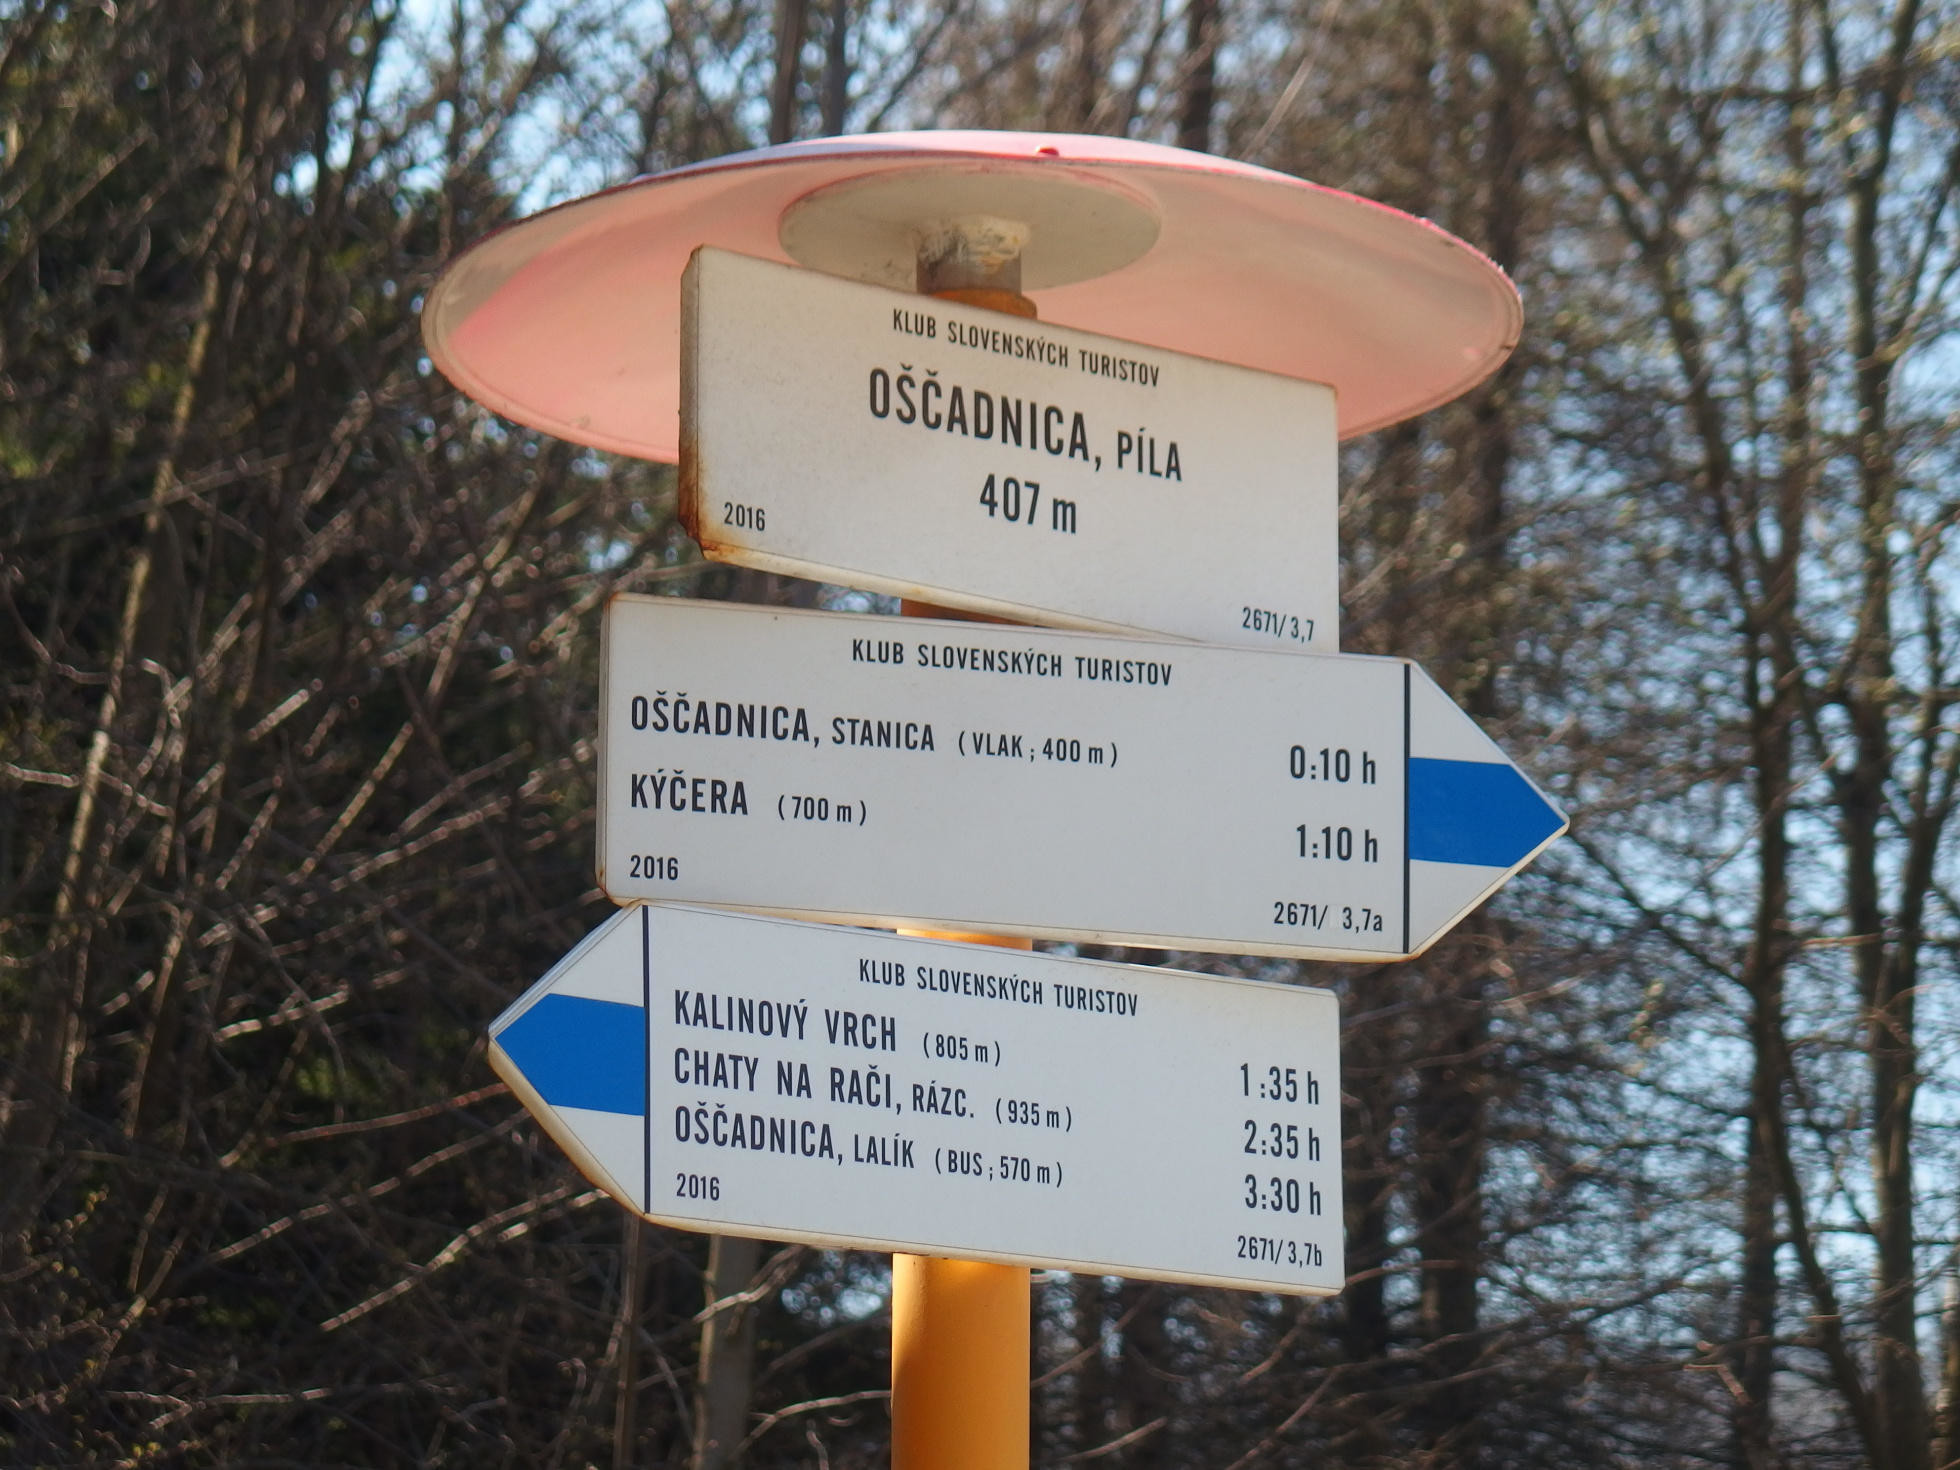 KLUB SLOVENSKÝCH TURISTOV
OŠČADNICA, PÍLA
407 m
2016
2671/3,7
KLUB SLOVENSKÝCH TURISTOV
OŠČADNICA, STANICA (VLAK ; 400 m) 0:10 h
KÝČERA (700 m) 1:10 h
2016
2671/ 3,7a
KLUB SLOVENSKÝCH TURISTOV
KALINOVÝ VRCH (805 m) 1:35 h
CHATY NA RAČI, RÁZC. (935 m) 2:35 h
OŠČADNICA, LALÍK (BUS ; 570 m) 3:30 h
2016
2671/3,7b